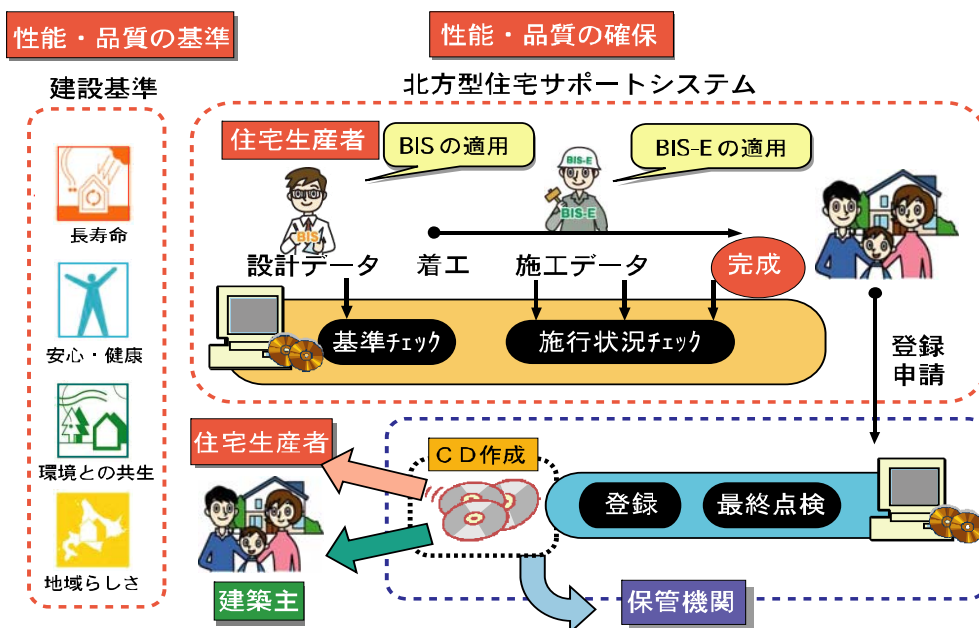 性能・品質の基準
建設基準
長寿命
安心・健康
環境との共生
地域らしさ
性能・品質の確保
北方型住宅サポートシステム
住宅生産者
BISの適用
BIS-Eの適用
BIS
BIS-E
BIS-E
設計データ
着工
施工データ
完成
基準チェック
施行状況チェック
登録
申請
住宅生産者
CD作成
登録
最終点検
建築主
保管機関